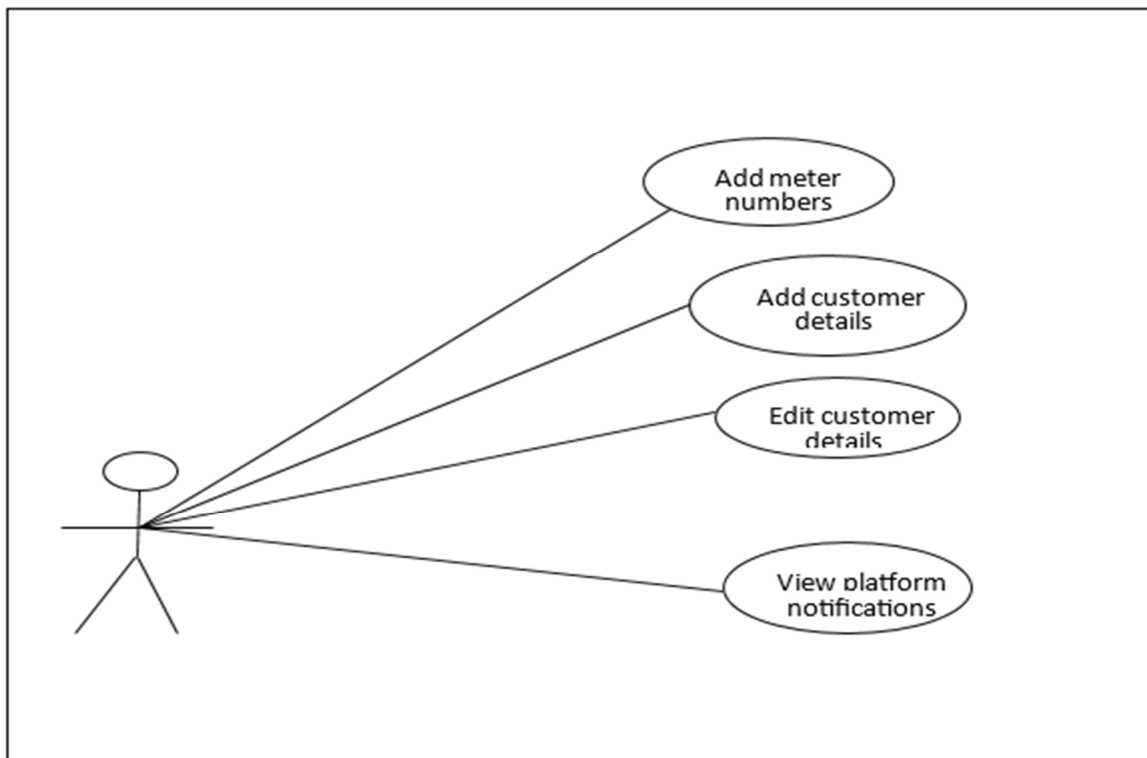 Add meter
numbers
Add customer
details
Edit customer
details
View platform
notifications